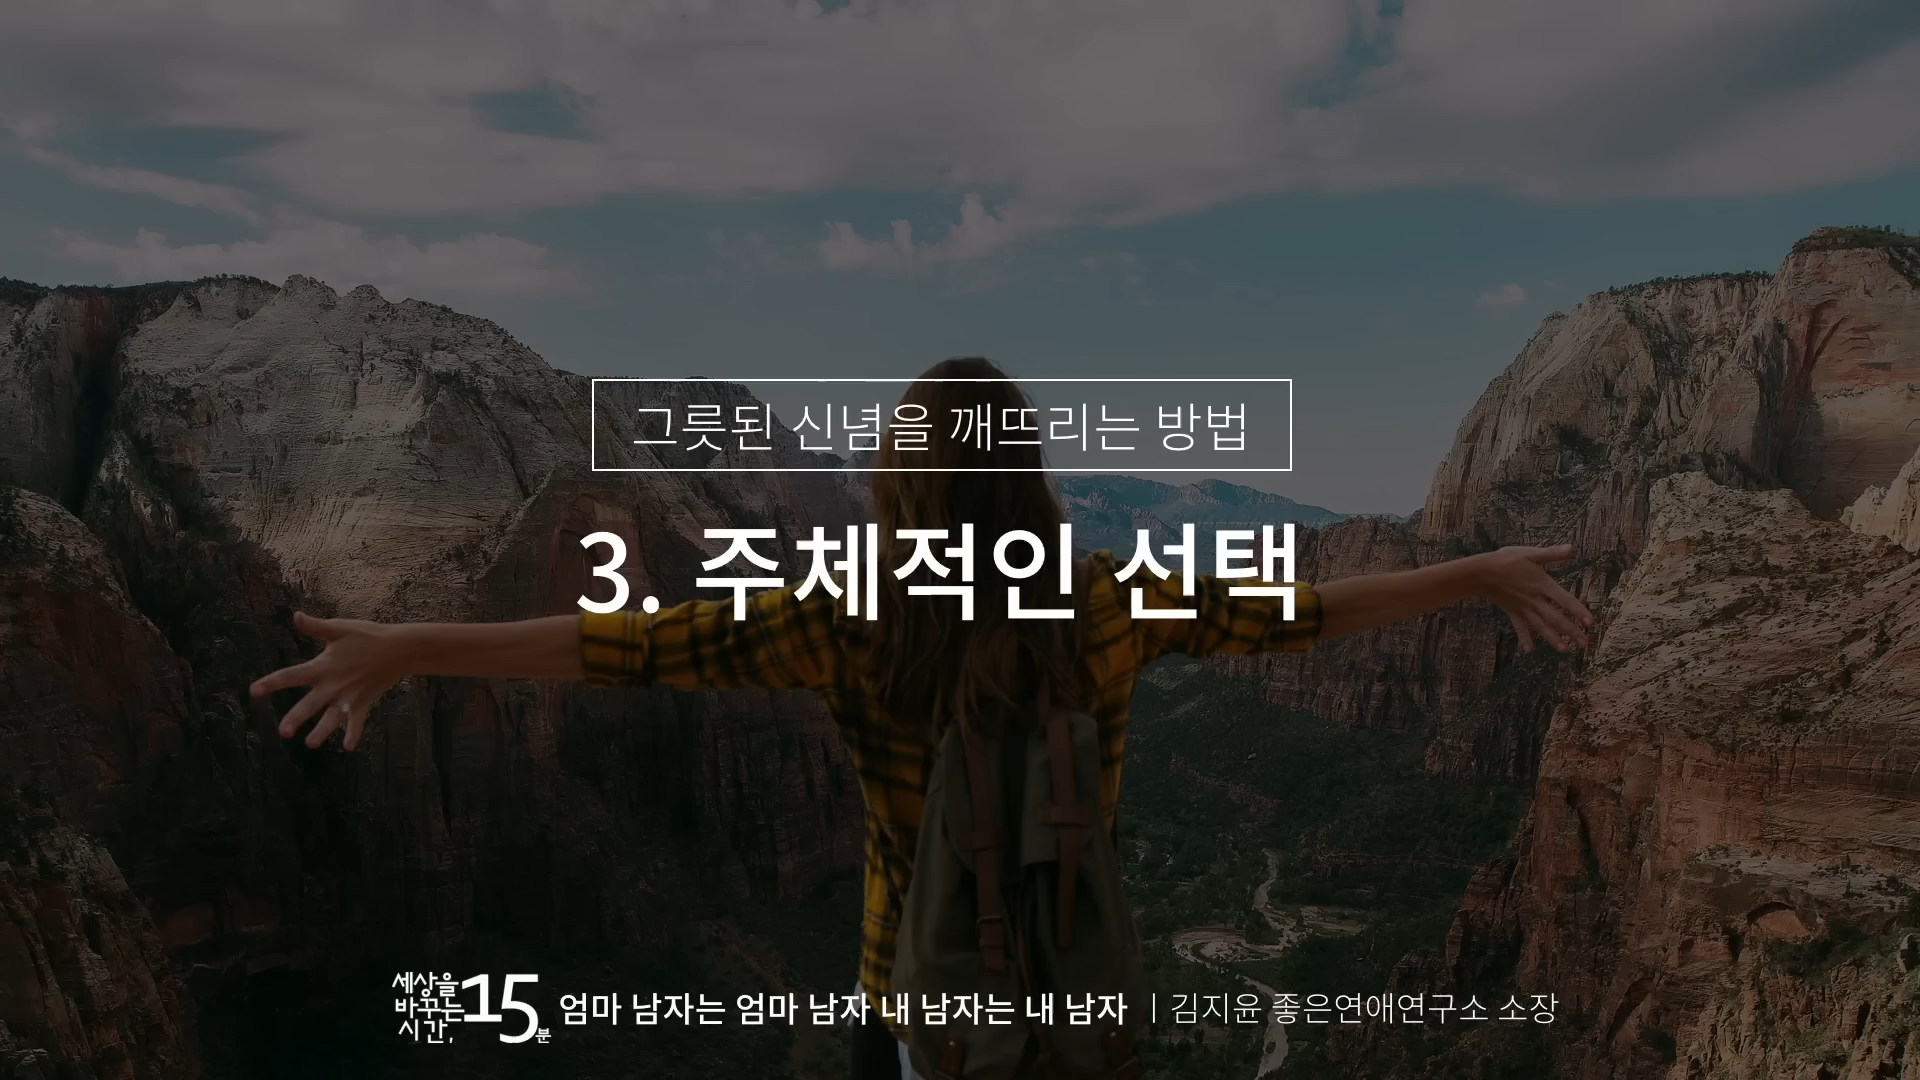 그릇된 신념을 깨뜨리는 방법
3. 주체적인 선택
세상을 바꾸는 시간, 15분 엄마 남자는 엄마 남자 내 남자는 내 남자 | 김지윤 좋은연애연구소 소장